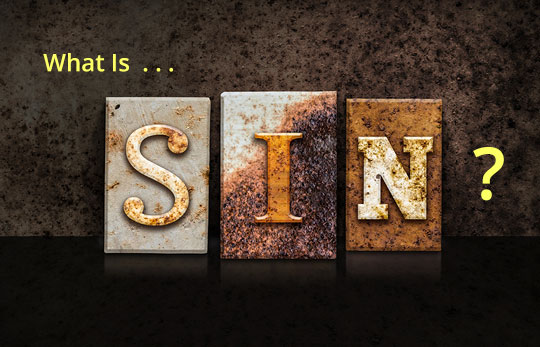 What Is ...
SIN ?